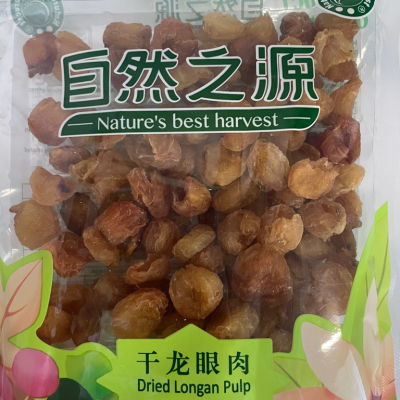 自然之源
Nature's best harvest
干龙眼肉
Dried Longan Pulp